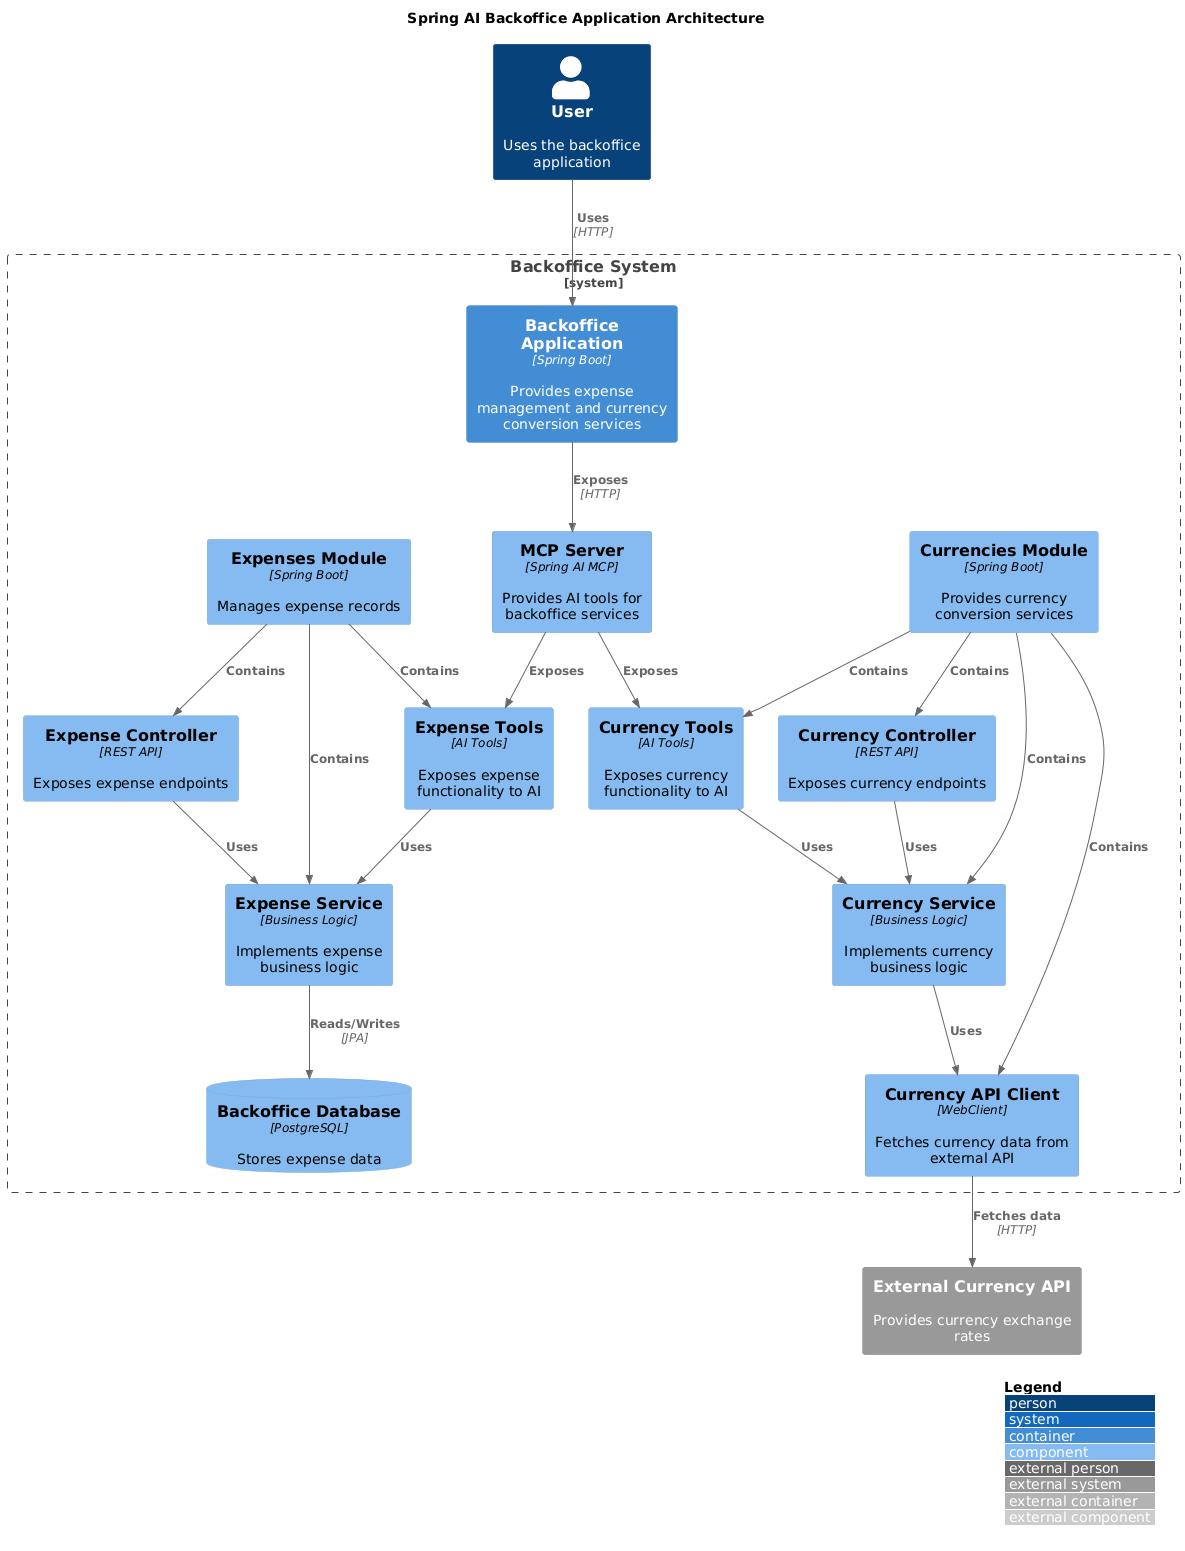 Spring AI Backoffice Application Architecture
User
Uses the backoffice
application
Uses
[HTTP]
Backoffice System
[system]
Backoffice
Application
[Spring Boot]
Provides expense
management and currency
conversion services
Exposes
[HTTP]
Expenses Module
[Spring Boot]
Manages expense records
MCP Server
[Spring AI MCP]
Provides AI tools for
backoffice services
Currencies Module
[Spring Boot]
Provides currency
conversion services
Contains
Contains
Exposes
Exposes
Contains
Contains
Expense Controller
[REST API]
Exposes expense endpoints
Contains
Expense Tools
[AI Tools]
Exposes expense
functionality to AI
Currency Tools
[AI Tools]
Exposes currency
functionality to AI
Currency Controller
[REST API]
Exposes currency endpoints
Contains
Uses
Uses
Uses
Uses
Contains
Expense Service
[Business Logic]
Implements expense
business logic
Currency Service
[Business Logic]
Implements currency
business logic
Reads/Writes
[JPA]
Uses
Backoffice Database
[PostgreSQL]
Stores expense data
Currency API Client
[WebClient]
Fetches currency data from
external API
Fetches data
[HTTP]
External Currency API
Provides currency exchange
rates
Legend
person
system
container
component
external person
external system
external container
external component